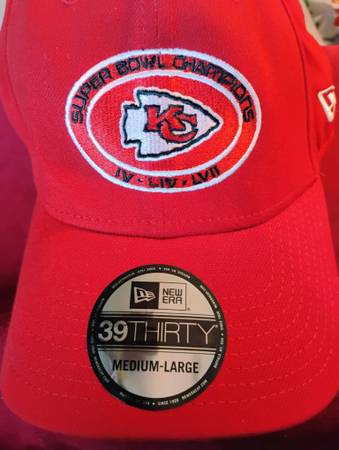 SUPER BOWL CHAMPIONS
KC
IV • LIV • LVII
NEW
ERA
39THIRTY
MEDIUM-LARGE